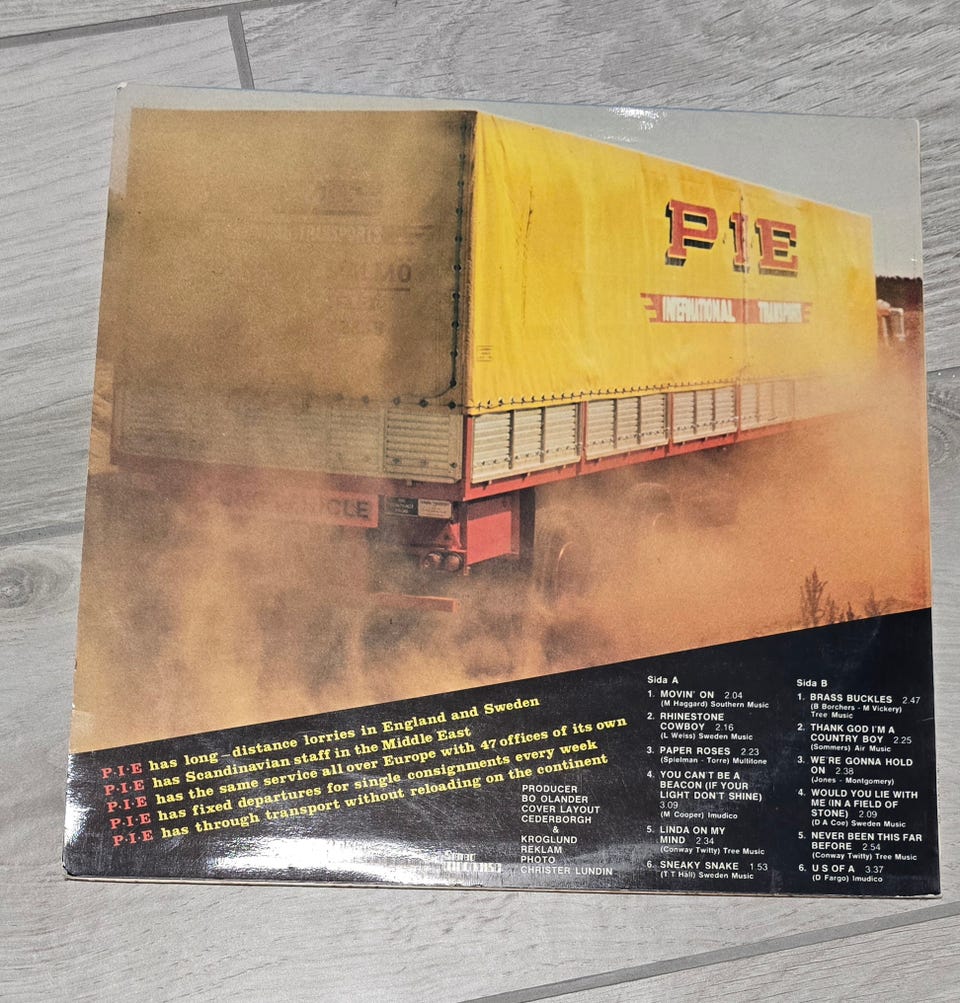 PIE
INTERNATIONAL TRANSPORT
P·I·E has long–distance lorries in England and Sweden
P·I·E has Scandinavian staff in the Middle East
P·I·E has the same service all over Europe with 47 offices of its own
P·I·E has fixed departures for single consignments every week
P·I·E has through transport without reloading on the continent
PRODUCER
BO OLANDER
COVER LAYOUT
CEDERBORGH
&
KROGLUND
REKLAM
PHOTO
CHRISTER LUNDIN
Sida A
1. MOVIN' ON 2.04
(M Haggard) Southern Music
2. RHINESTONE
COWBOY 2.16
(L Weiss) Sweden Music
3. PAPER ROSES 2.23
(Spielman - Torre) Multitone
4. YOU CAN'T BE A
BEACON (IF YOUR
LIGHT DON'T SHINE)
3.09
(M Cooper) Imudico
5. LINDA ON MY
MIND 2.34
(Conway Twitty) Tree Music
6. SNEAKY SNAKE 1.53
(T T Hall) Sweden Music
Sida B
1. BRASS BUCKLES 2.47
(B Borchers - M Vickery)
Tree Music
2. THANK GOD I'M A
COUNTRY BOY 2.25
(Sommers) Air Music
3. WE'RE GONNA HOLD
ON 2.38
(Jones - Montgomery)
4. WOULD YOU LIE WITH
ME (IN A FIELD OF
STONE) 2.09
(D A Coe) Sweden Music
5. NEVER BEEN THIS FAR
BEFORE 2.54
(Conway Twitty) Tree Music
6. U S OF A 3.37
(D Fargo) Imudico